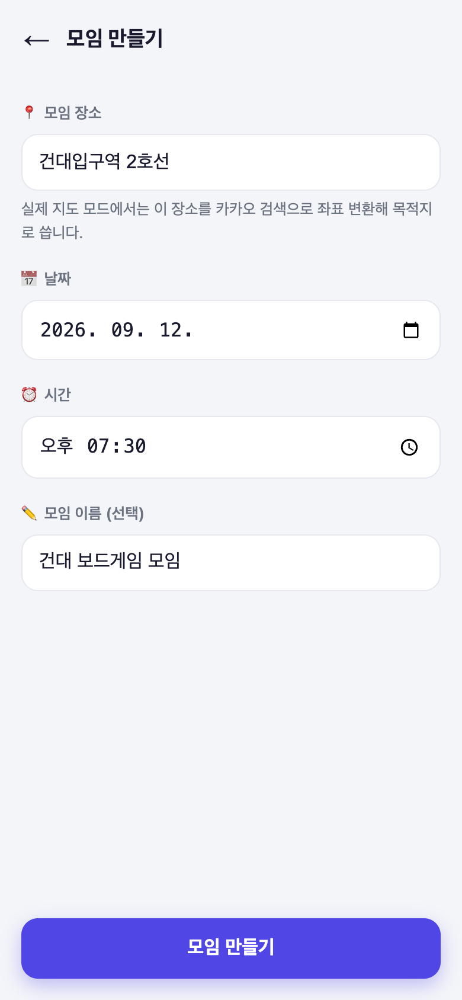 ← 모임 만들기
📍 모임 장소
건대입구역 2호선
실제 지도 모드에서는 이 장소를 카카오 검색으로 좌표 변환해 목적지
로 씁니다.
📅 날짜
2026. 09. 12.
⏰ 시간
오후 07:30
✏️ 모임 이름 (선택)
건대 보드게임 모임
모임 만들기